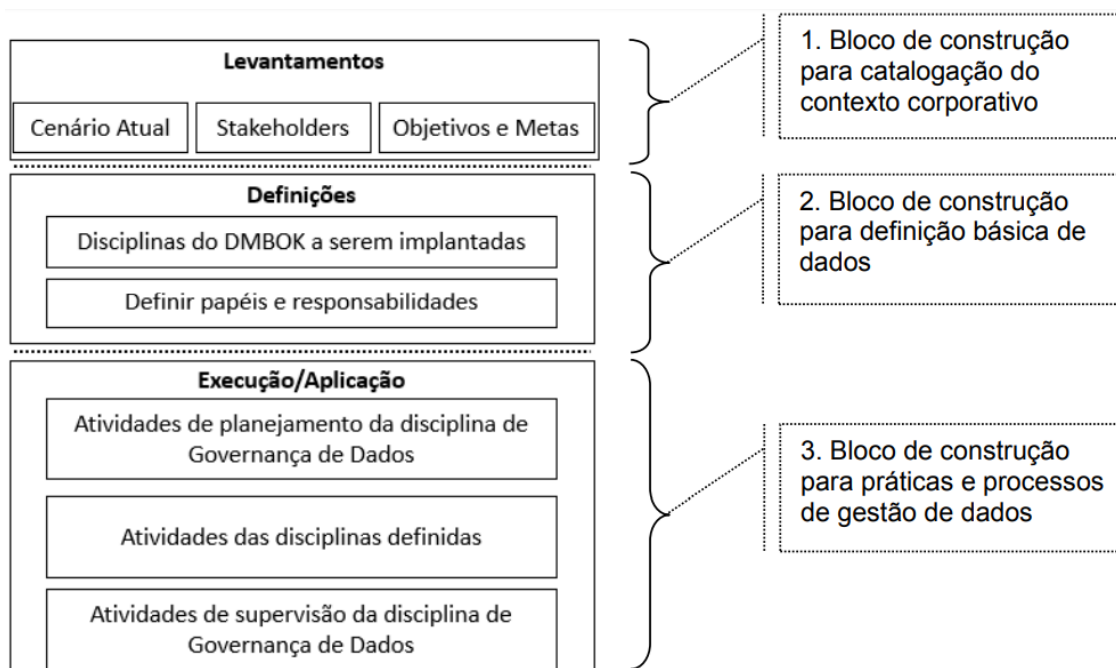 Levantamentos
Cenário Atual
Stakeholders
Objetivos e Metas
1. Bloco de construção
para catalogação do
contexto corporativo
Definições
Disciplinas do DMBOK a serem implantadas
Definir papéis e responsabilidades
2. Bloco de construção
para definição básica de
dados
Execução/Aplicação
Atividades de planejamento da disciplina de
Governança de Dados
Atividades das disciplinas definidas
Atividades de supervisão da disciplina de
Governança de Dados
3. Bloco de construção
para práticas e processos
de gestão de dados